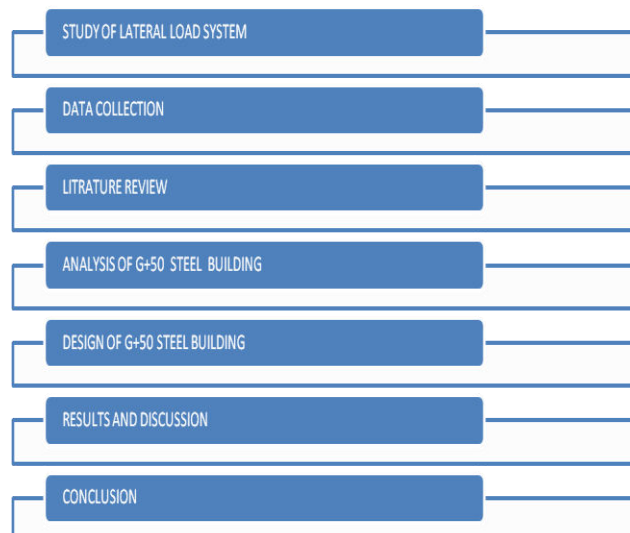 STUDY OF LATERAL LOAD SYSTEM
DATA COLLECTION
LITRATURE REVIEW
ANALYSIS OF G+50 STEEL BUILDING
DESIGN OF G+50 STEEL BUILDING
RESULTS AND DISCUSSION
CONCLUSION